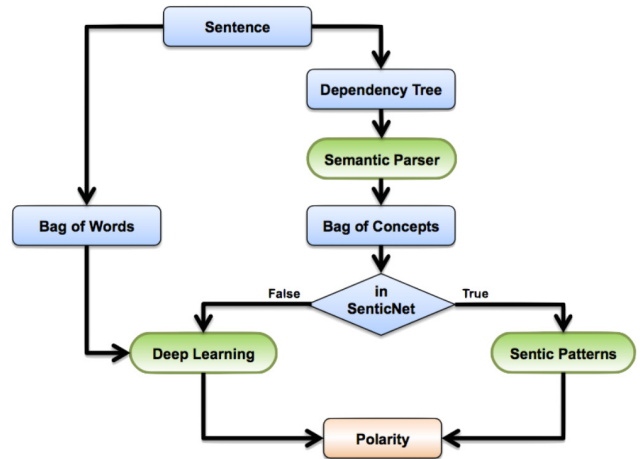 Sentence
Dependency Tree
Semantic Parser
Bag of Words
Bag of Concepts
False
in
SenticNet
True
Deep Learning
Sentic Patterns
Polarity